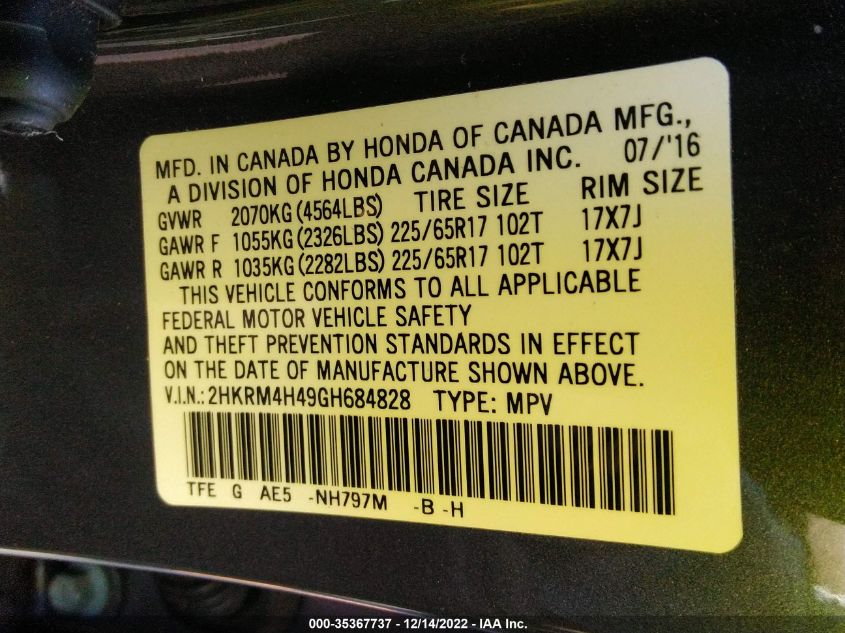 MFD. IN CANADA BY HONDA OF CANADA MFG.,
A DIVISION OF HONDA CANADA INC. 07/'16
GVWR 2070KG(4564LBS) TIRE SIZE RIM SIZE
GAWR F 1055KG(2326LBS) 225/65R17 102T 17X7J
GAWR R 1035KG(2282LBS) 225/65R17 102T 17X7J
THIS VEHICLE CONFORMS TO ALL APPLICABLE
FEDERAL MOTOR VEHICLE SAFETY
AND THEFT PREVENTION STANDARDS IN EFFECT
ON THE DATE OF MANUFACTURE SHOWN ABOVE.
V.I.N.:2HKRM4H49GH684828 TYPE: MPV
TFE G AE5 -NH797M -B -H
000-35367737 - 12/14/2022 - IAA Inc.